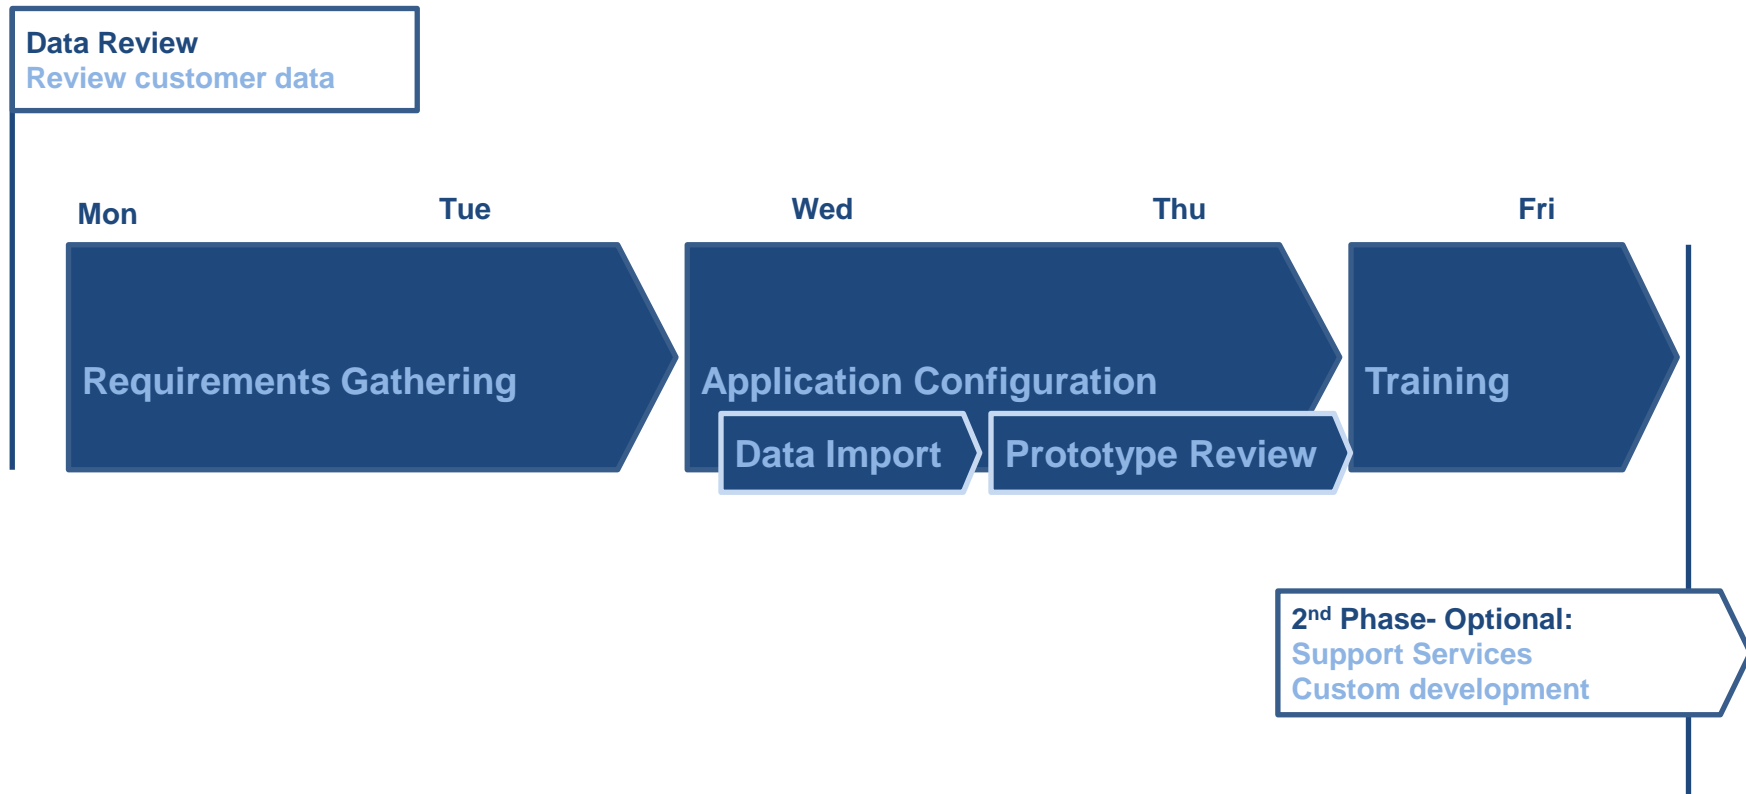 Data Review
Review customer data
Mon Tue Wed Thu Fri
Requirements Gathering
Application Configuration
Training
Data Import
Prototype Review
2nd Phase- Optional:
Support Services
Custom development